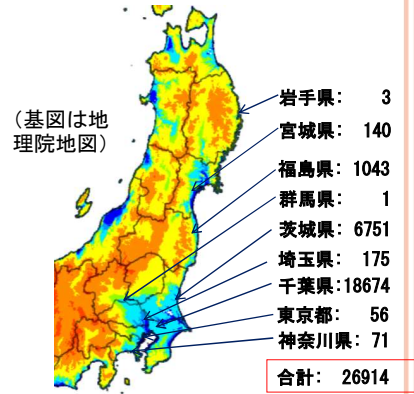 （基図は地
理院地図）
岩手県： 3
宮城県： 140
福島県： 1043
群馬県： 1
茨城県： 6751
埼玉県： 175
千葉県：18674
東京都： 56
神奈川県： 71
合計： 26914